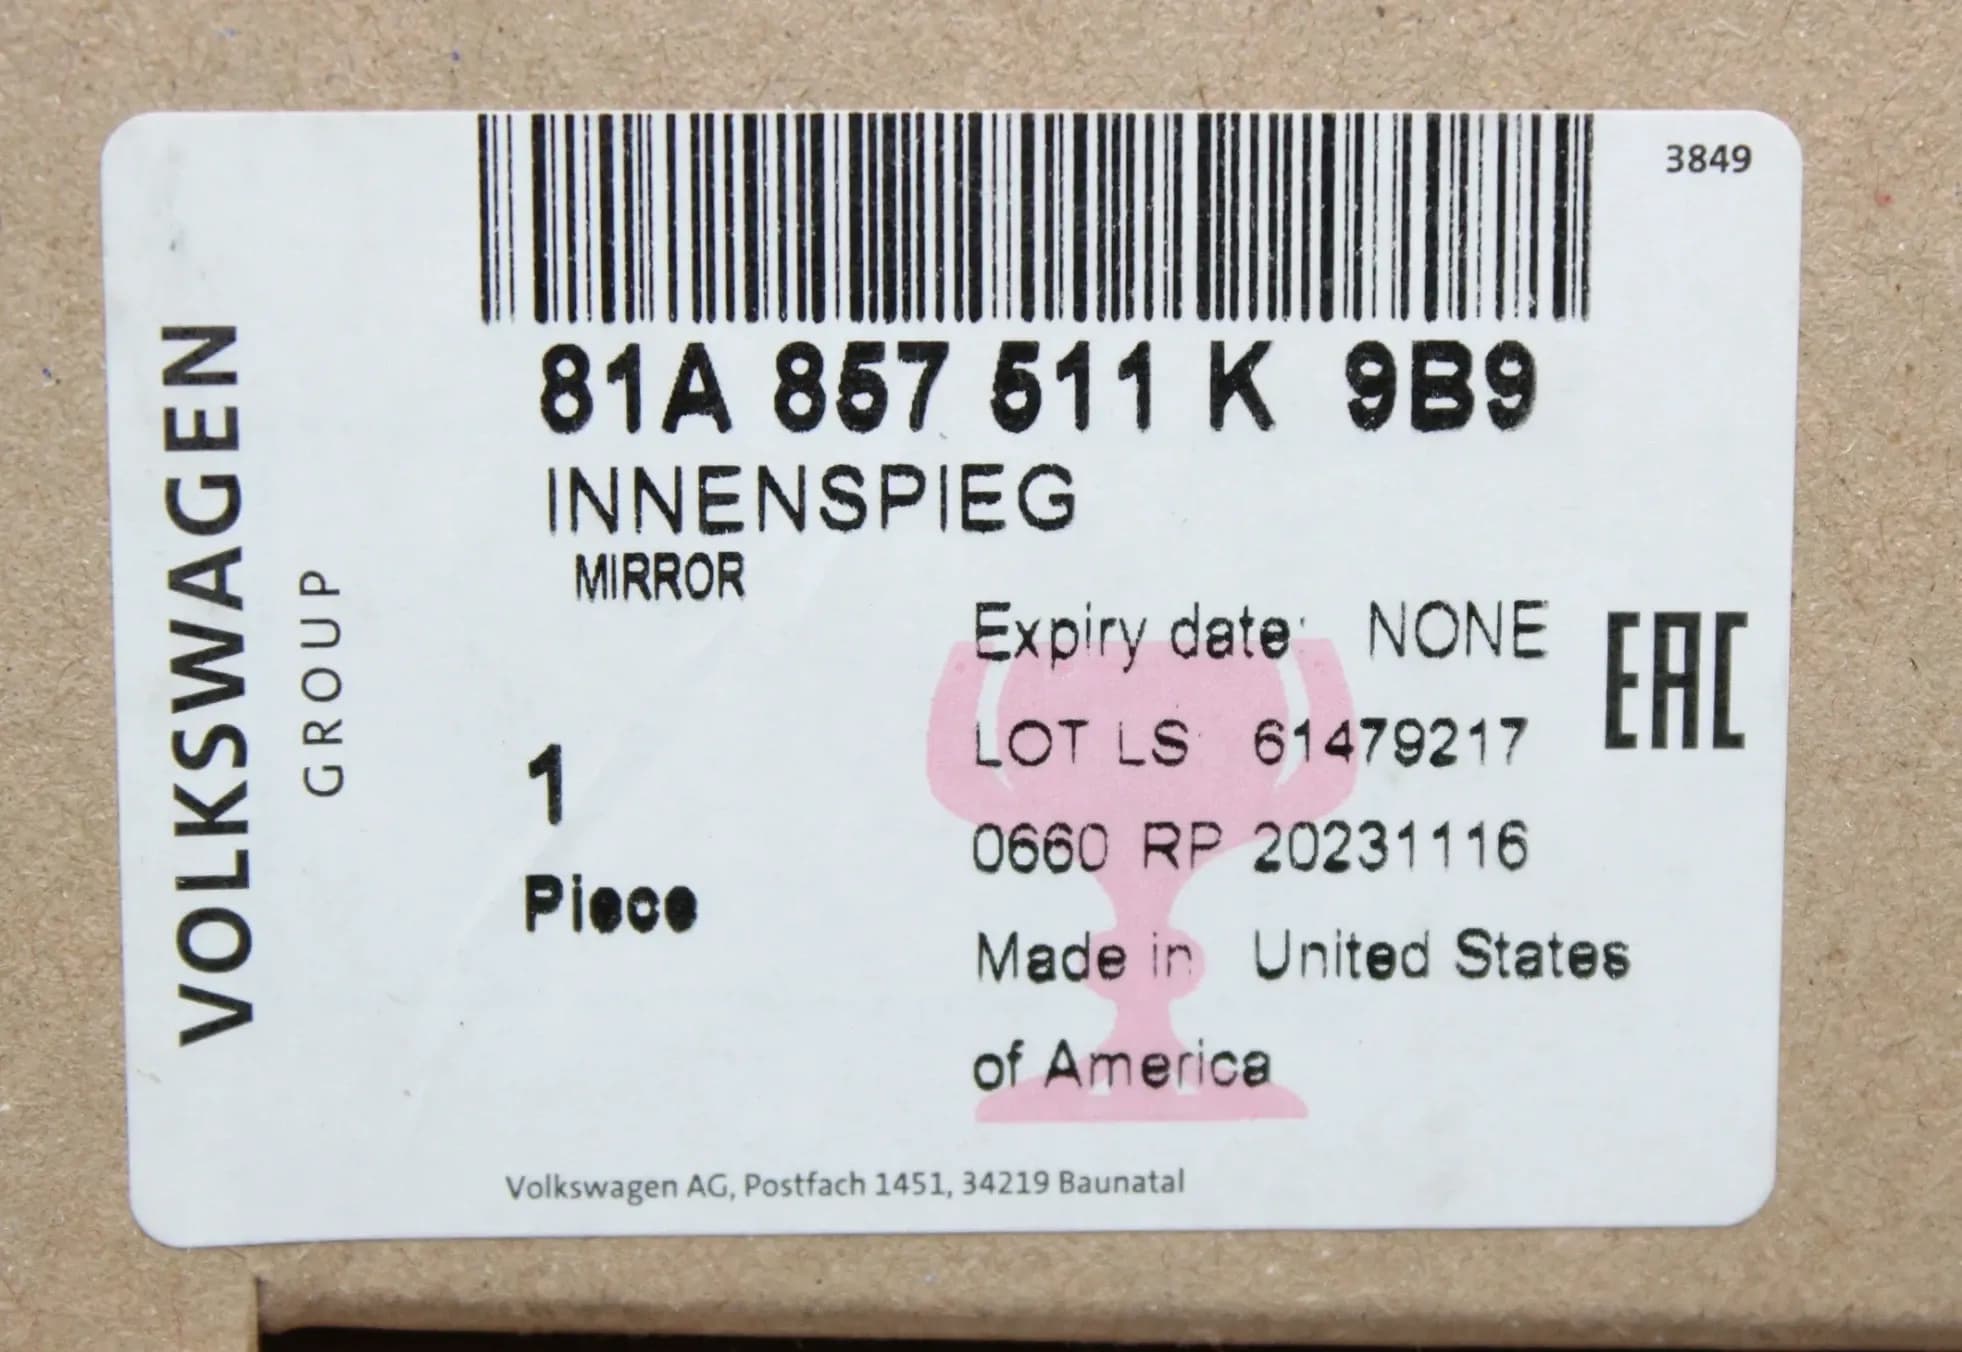 3849
VOLKSWAGEN
GROUP
81A 857 511 K 9B9
INNENSPIEG
MIRROR
Expiry date: NONE
EAC
LOT LS 61479217
1
0660 RP 20231116
Piece
Made in United States
of America
Volkswagen AG, Postfach 1451, 34219 Baunatal